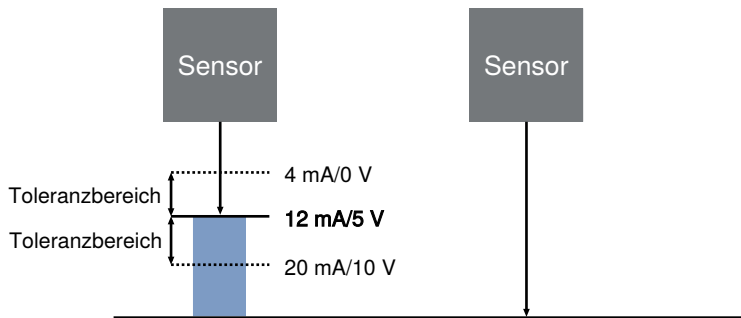 Sensor
Sensor
4 mA/0 V
Toleranzbereich
12 mA/5 V
Toleranzbereich
20 mA/10 V